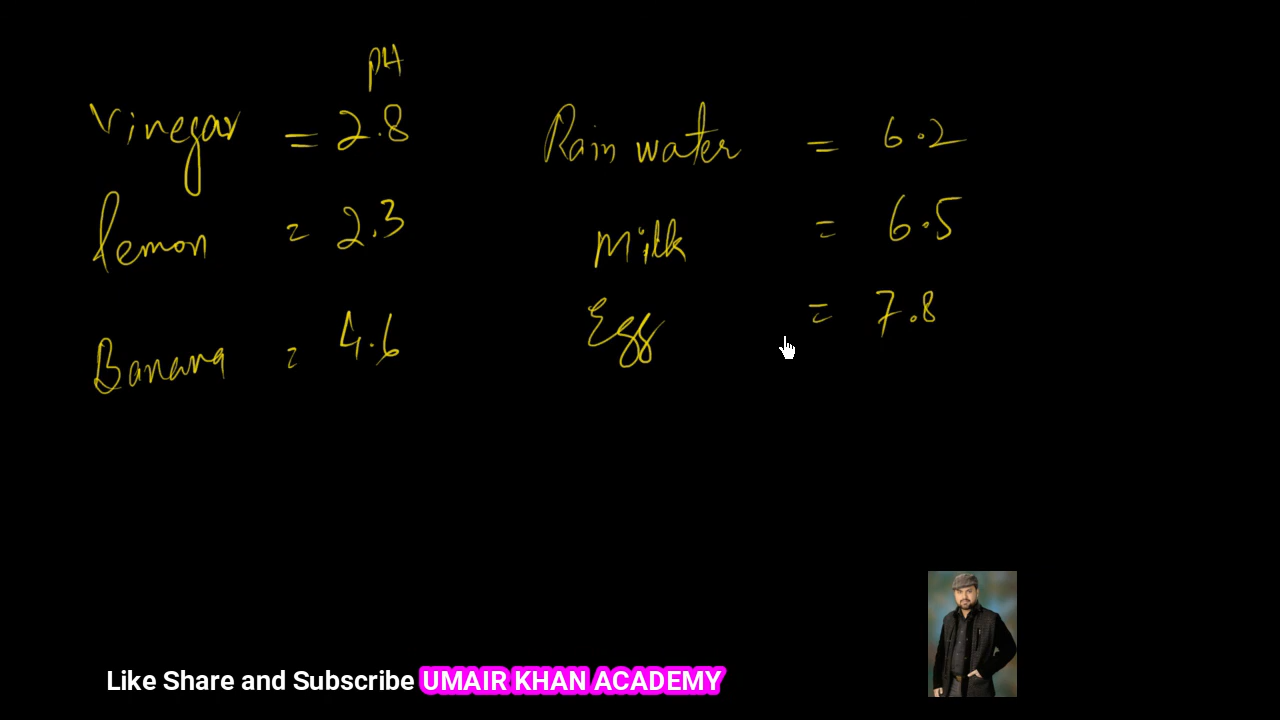 pH
Vinegar = 2.8
lemon = 2.3
Banana = 4.6
Rain water = 6.2
Milk = 6.5
Egg = 7.8
Like Share and Subscribe UMAIR KHAN ACADEMY